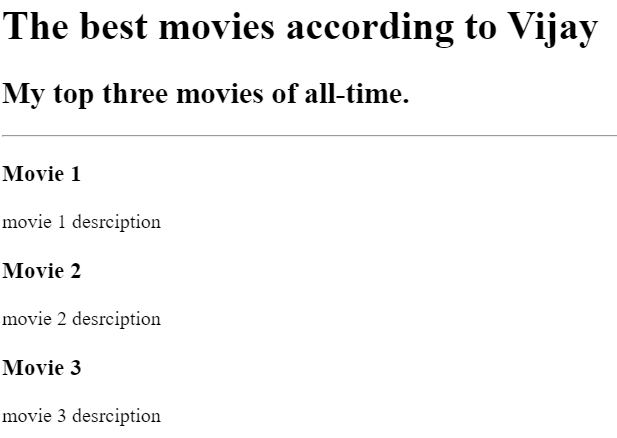 The best movies according to Vijay
My top three movies of all-time.
Movie 1
movie 1 desrciption
Movie 2
movie 2 desrciption
Movie 3
movie 3 desrciption